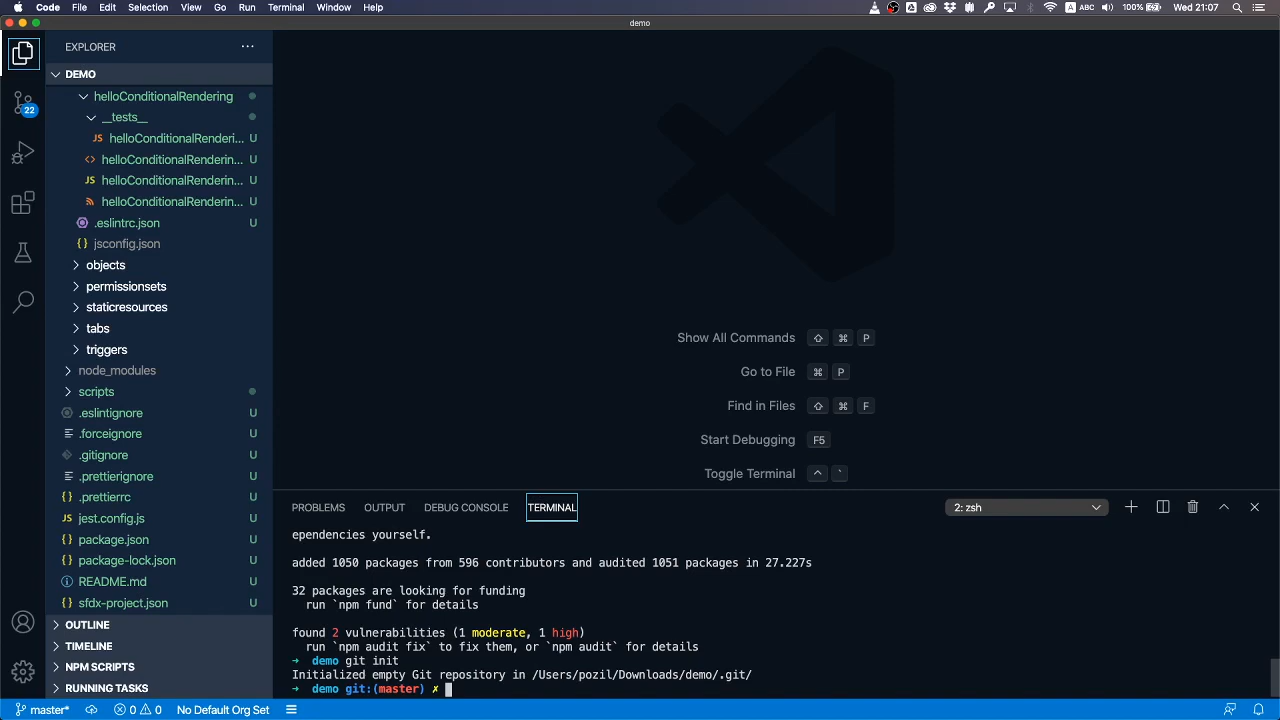 Code File Edit Selection View Go Run Terminal Window Help ABC 100% Wed 21:07
demo
EXPLORER
DEMO
helloConditionalRendering
__tests__
JS helloConditionalRenderi... U
<> helloConditionalRenderin... U
JS helloConditionalRenderin... U
helloConditionalRenderin... U
.eslintrc.json U
{} jsconfig.json
objects
permissionsets
staticresources
tabs
triggers
node_modules
scripts
.eslintignore U
.forceignore U
.gitignore U
.prettierignore U
{} .prettierrc U
JS jest.config.js U
{} package.json U
{} package-lock.json U
README.md U
{} sfdx-project.json U
OUTLINE
TIMELINE
NPM SCRIPTS
RUNNING TASKS
22
Show All Commands ⇧ ⌘ P
Go to File ⌘ P
Find in Files ⇧ ⌘ F
Start Debugging F5
Toggle Terminal ^ `
PROBLEMS OUTPUT DEBUG CONSOLE TERMINAL 2: zsh
ependencies yourself.
added 1050 packages from 596 contributors and audited 1051 packages in 27.227s
32 packages are looking for funding
run `npm fund` for details
found 2 vulnerabilities (1 moderate, 1 high)
run `npm audit fix` to fix them, or `npm audit` for details
➜ demo git init
Initialized empty Git repository in /Users/pozil/Downloads/demo/.git/
➜ demo git:(master) ✗
master* 0 0 No Default Org Set